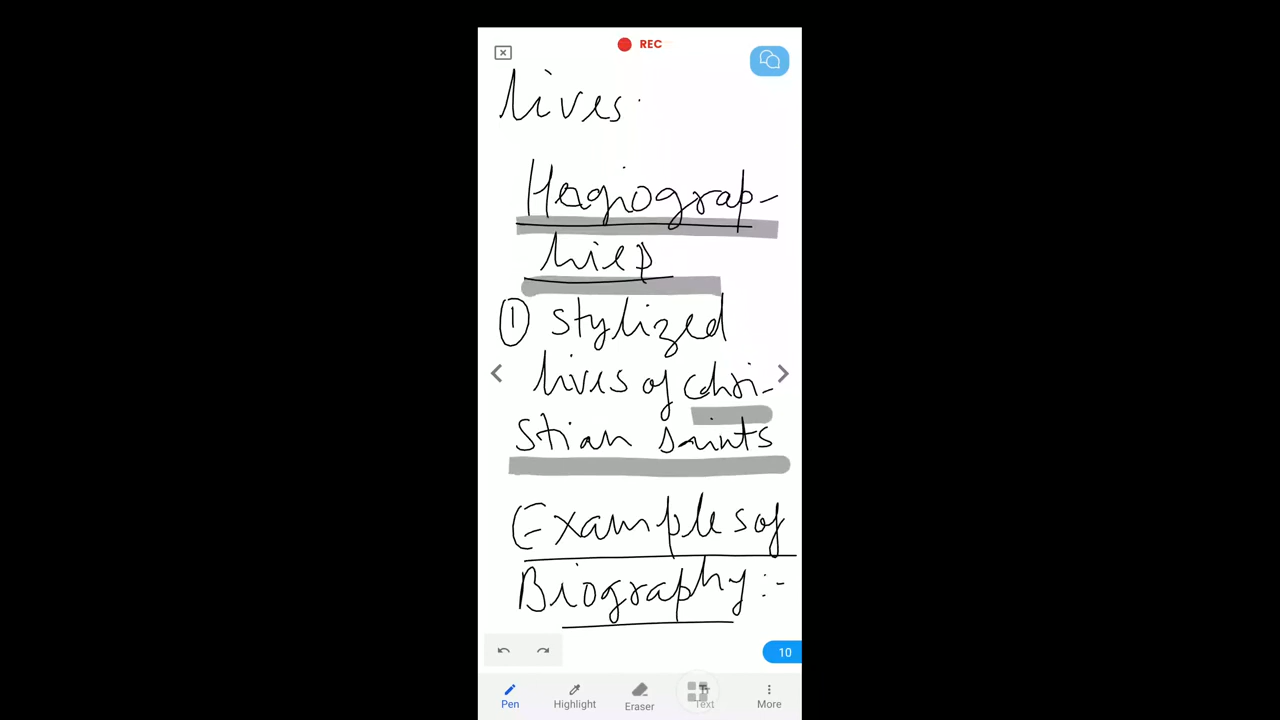 REC
lives.
Hagiograp-
hies
① stylized
lives of chri-
stian saints
Examples of
Biography :-
10
Pen
Highlight
Eraser
Text
More